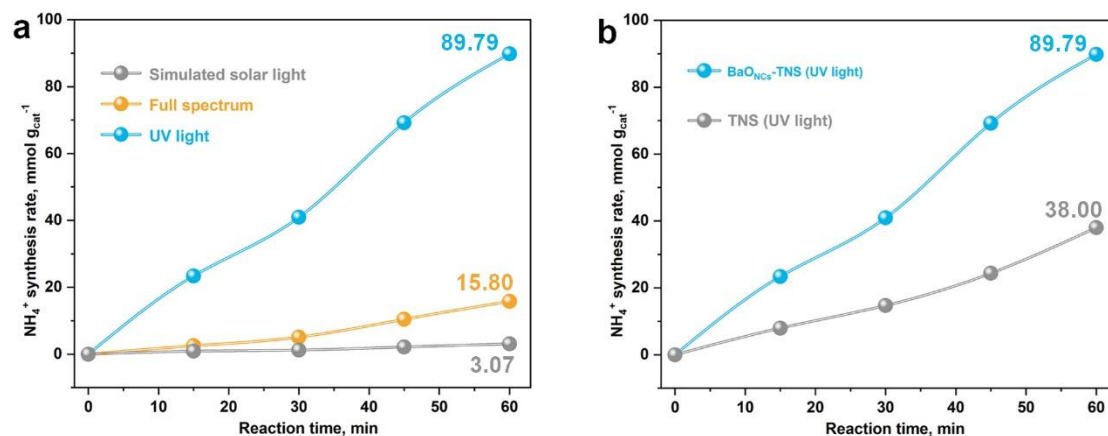 a
NH₄⁺ synthesis rate, mmol g_cat⁻¹
100
80
60
40
20
0
Simulated solar light
Full spectrum
UV light
89.79
15.80
3.07
0 10 20 30 40 50 60
Reaction time, min
b
NH₄⁺ synthesis rate, mmol g_cat⁻¹
100
80
60
40
20
0
BaO_NCs-TNS (UV light)
TNS (UV light)
89.79
38.00
0 10 20 30 40 50 60
Reaction time, min